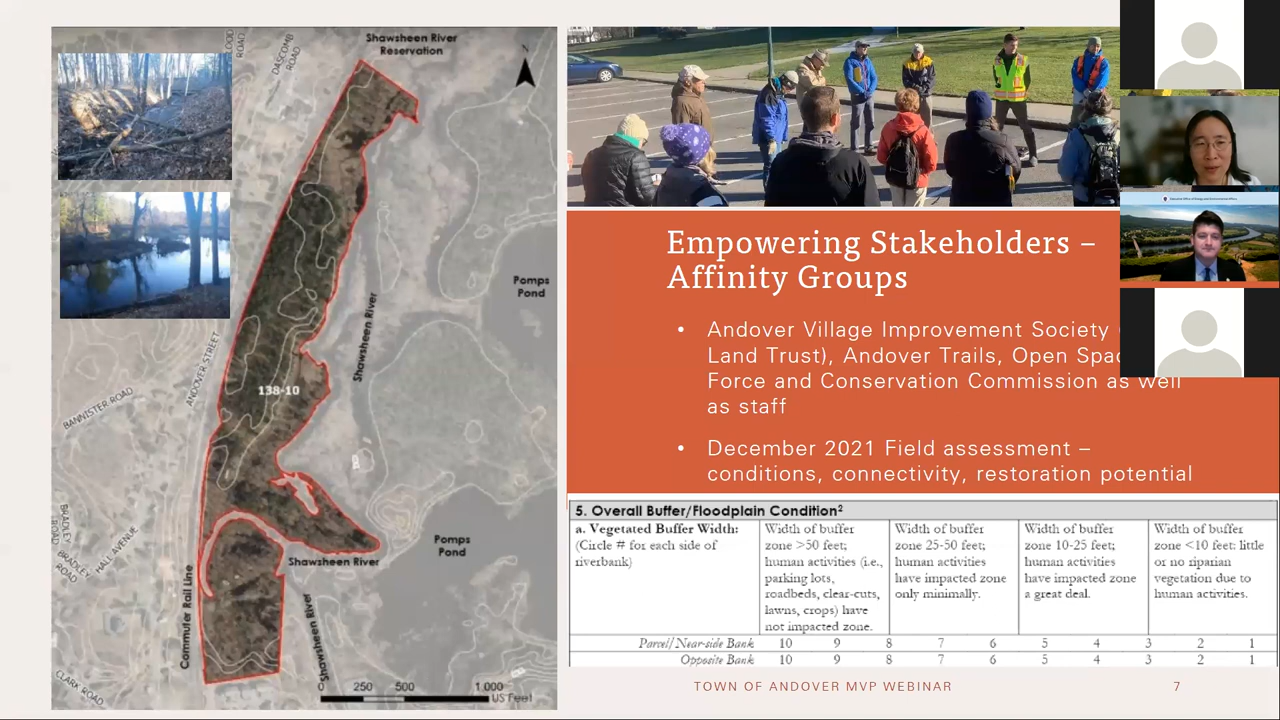 Shawsheen River
Reservation
DASCOMB
ROAD
Pomps
Pond
Shawsheen River
ANDOVER STREET
138-10
BANNISTER ROAD
BRADLEY
ROAD
BRADLEY
ROAD
HALL AVENUE
Pomps
Pond
Shawsheen River
Commuter Rail Line
Shawsheen River
CLARK ROAD
0 250 500 1,000
US Feet
Empowering Stakeholders –
Affinity Groups
• Andover Village Improvement Society
Land Trust), Andover Trails, Open
Force and Conservation Commission as well
as staff
• December 2021 Field assessment –
conditions, connectivity, restoration potential
5. Overall Buffer/Floodplain Condition²
a. Vegetated Buffer Width:
(Circle # for each side of
riverbank)
Width of buffer
zone >50 feet;
human activities (i.e.,
parking lots,
roadbeds, clear-cuts,
lawns, crops) have
not impacted zone.
Width of buffer
zone 25-50 feet;
human activities
have impacted zone
only minimally.
Width of buffer
zone 10-25 feet;
human activities
have impacted zone
a great deal.
Width of buffer
zone <10 feet: little
or no riparian
vegetation due to
human activities.
Parcel/Near-side Bank 10 9 8 7 6 5 4 3 2 1
Opposite Bank 10 9 8 7 6 5 4 3 2 1
TOWN OF ANDOVER MVP WEBINAR 7